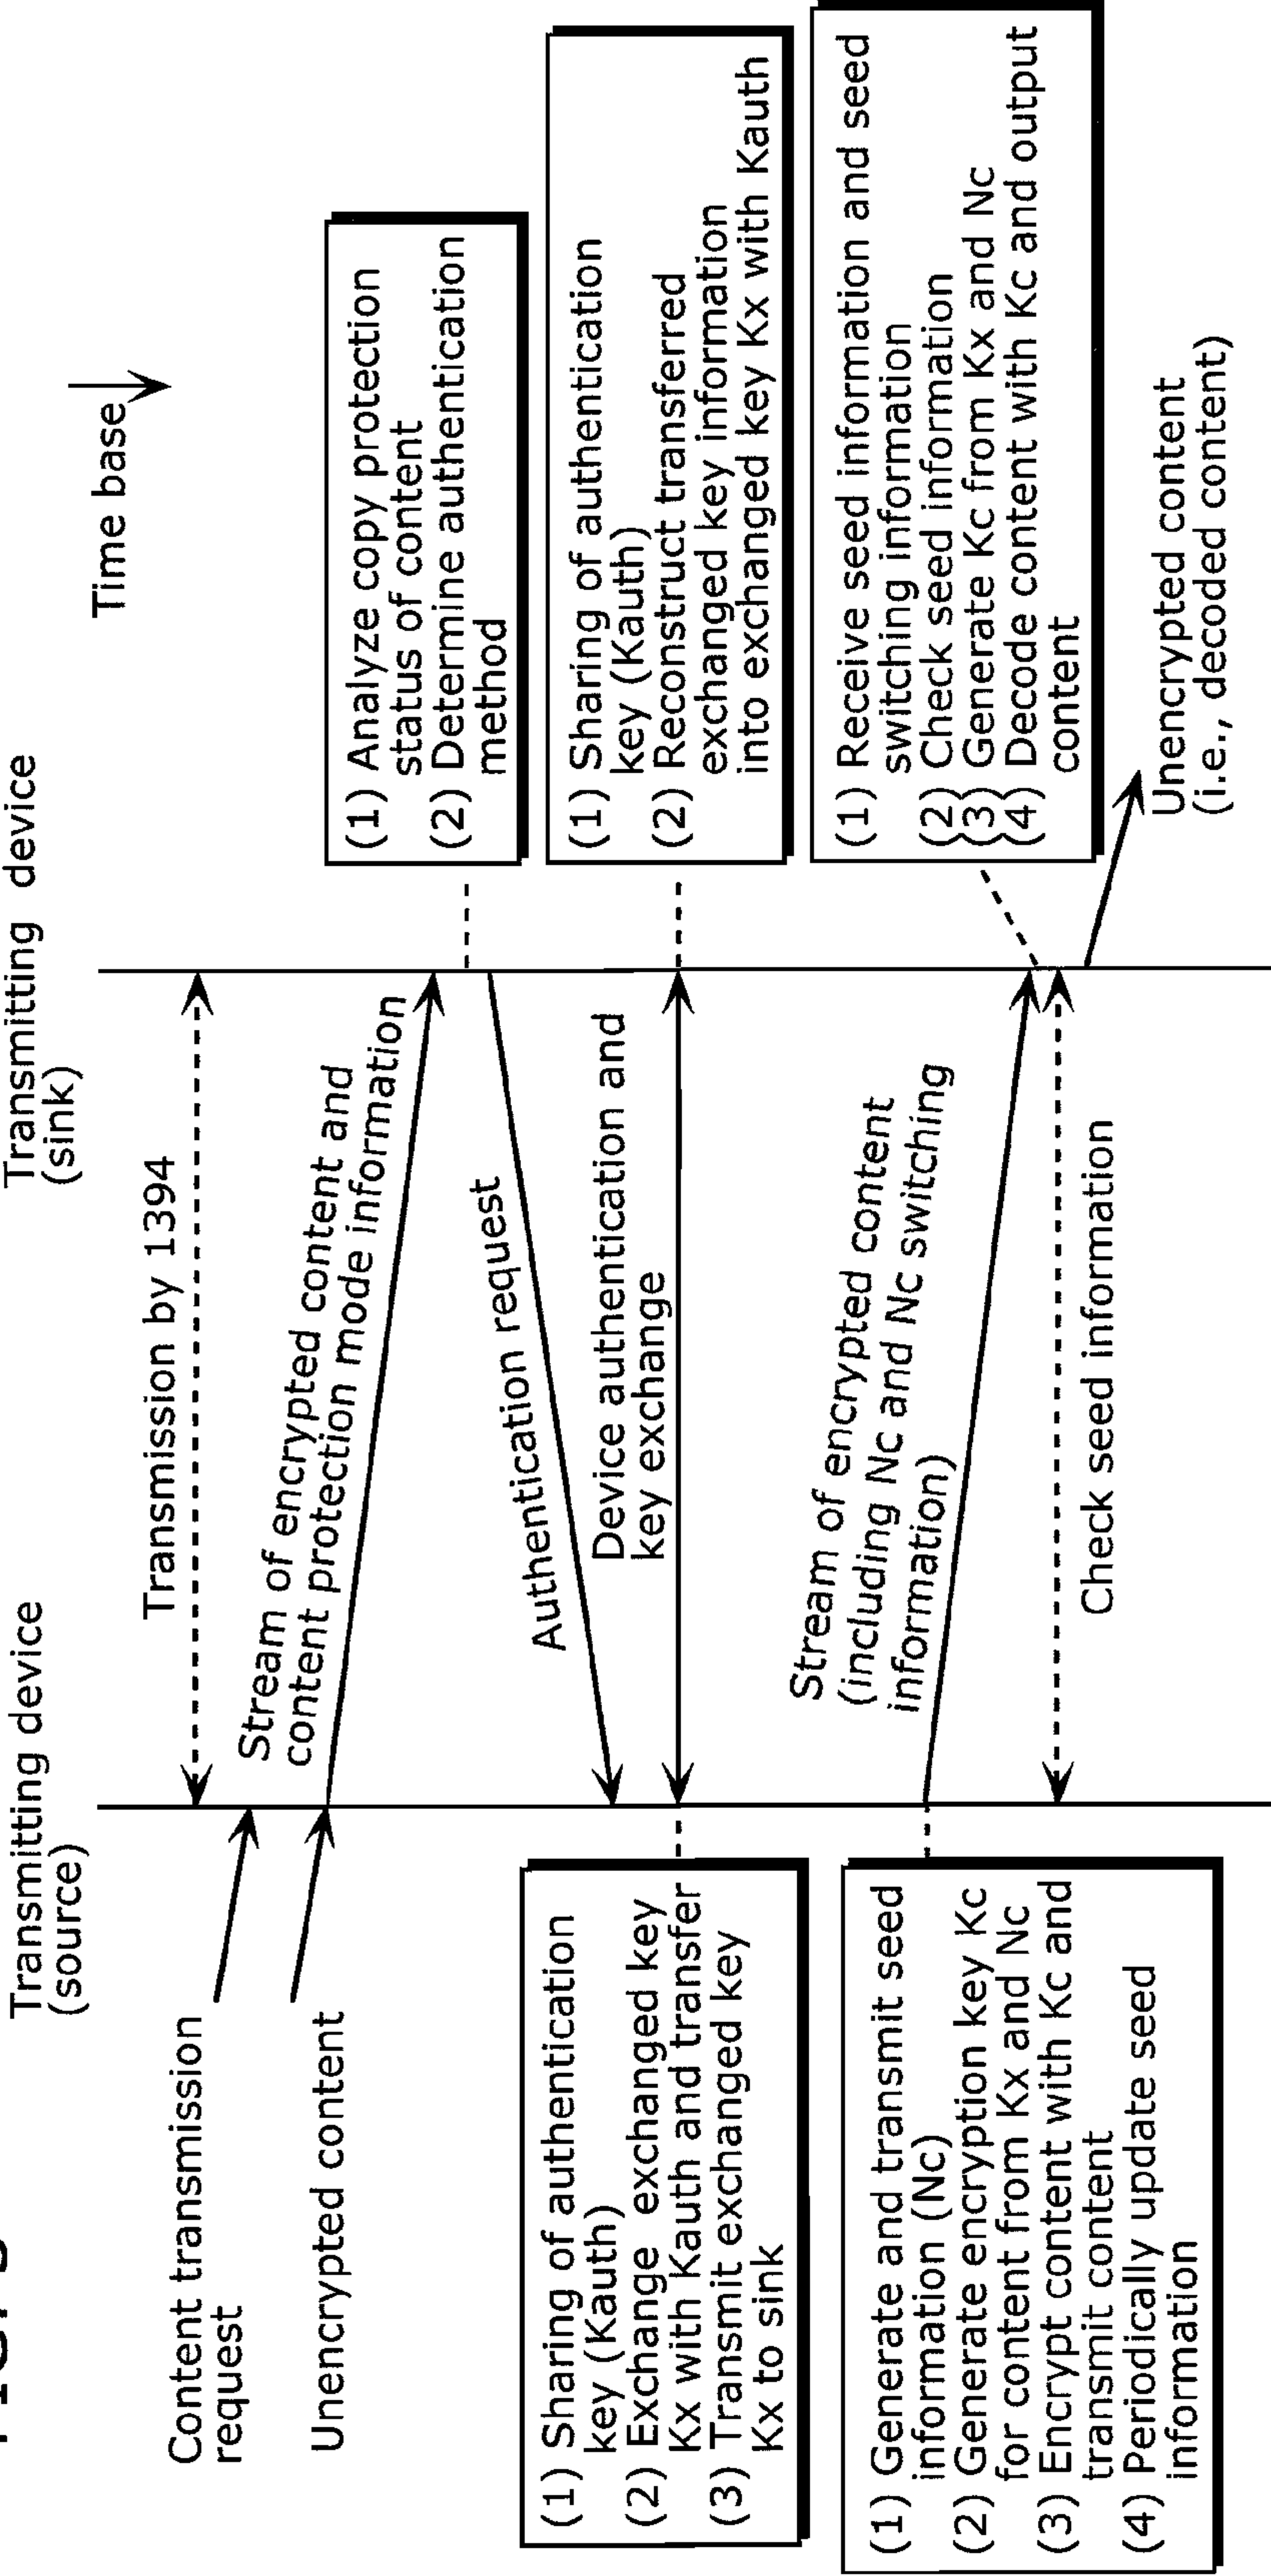 Transmitting device
(source)
Transmitting device
(sink)
Time base
Content transmission
request
Unencrypted content
Transmission by 1394
Stream of encrypted content and
content protection mode information
(1) Analyze copy protection
status of content
(2) Determine authentication
method
Authentication request
Device authentication and
key exchange
(1) Sharing of authentication
key (Kauth)
(2) Exchange exchanged key
Kx with Kauth and transfer
(3) Transmit exchanged key
Kx to sink
(1) Sharing of authentication
key (Kauth)
(2) Reconstruct transferred
exchanged key information
into exchanged key Kx with Kauth
(1) Generate and transmit seed
information (Nc)
(2) Generate encryption key Kc
for content from Kx and Nc
(3) Encrypt content with Kc and
transmit content
(4) Periodically update seed
information
Stream of encrypted content
(including Nc and Nc switching
information)
(1) Receive seed information and seed
switching information
(2) Check seed information
(3) Generate Kc from Kx and Nc
(4) Decode content with Kc and output
content
Check seed information
Unencrypted content
(i.e., decoded content)